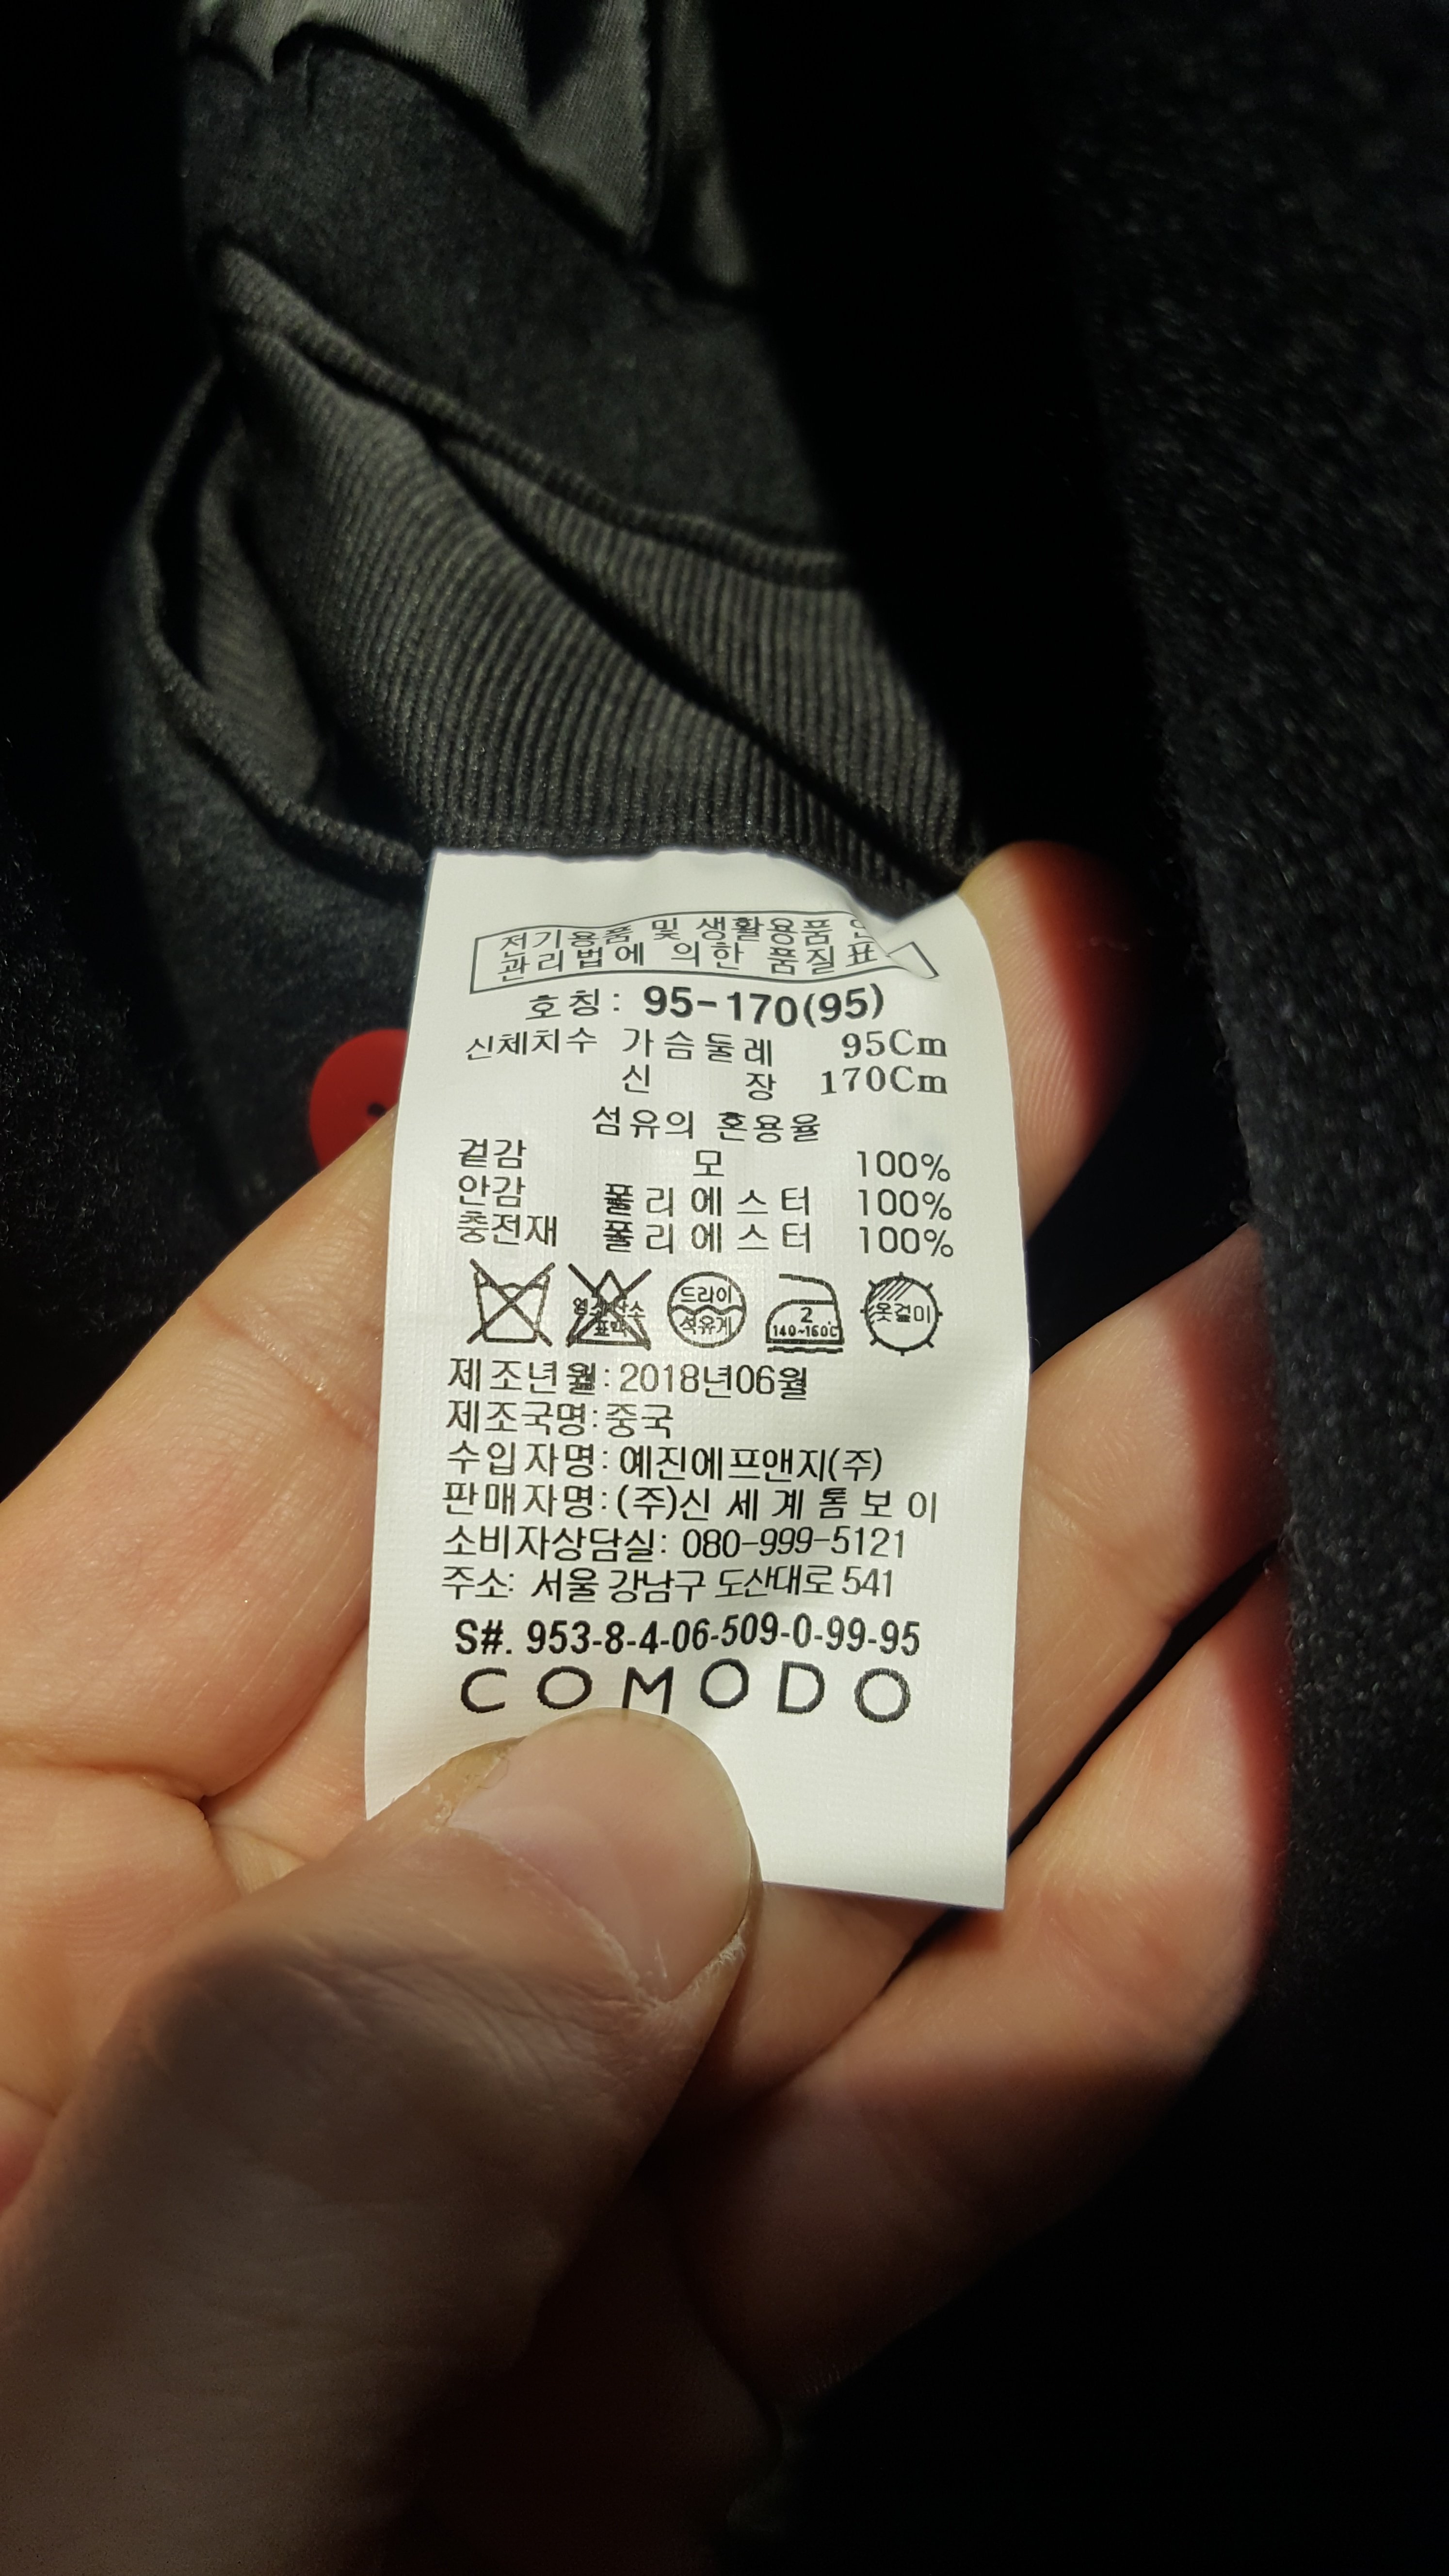 전기용품 및 생활용품
관리법에 의한 품질표
호칭: 95-170(95)
신체치수 가슴둘레 95Cm
신장 170Cm
섬유의 혼용율
겉감 모 100%
안감 폴리에스터 100%
충전재 폴리에스터 100%
염소산소 표백
드라이 석유계
2 140~160℃
옷걸이
제조년월: 2018년06월
제조국명: 중국
수입자명: 예진에프앤지(주)
판매자명: (주)신세계톰보이
소비자상담실: 080-999-5121
주소: 서울 강남구 도산대로 541
S#. 953-8-4-06-509-0-99-95
COMODO